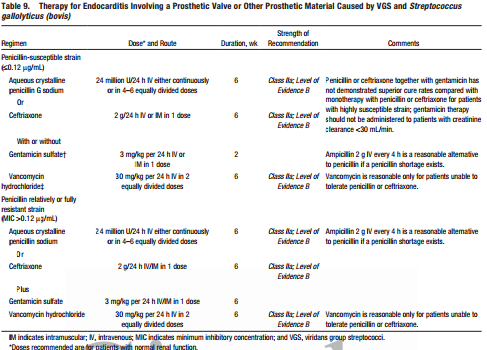 Table 9. Therapy for Endocarditis Involving a Prosthetic Valve or Other Prosthetic Material Caused by VGS and Streptococcus
gallolyticus (bovis)
Strength of
Regimen Dose* and Route Duration, wk Recommendation Comments
Penicillin-susceptible strain
(≤0.12 µg/mL)
Aqueous crystalline 24 million U/24 h IV either continuously 6 Class IIa; Level of Penicillin or ceftriaxone together with gentamicin has
penicillin G sodium or in 4–6 equally divided doses Evidence B not demonstrated superior cure rates compared with
Or monotherapy with penicillin or ceftriaxone for patients
Ceftriaxone 2 g/24 h IV or IM in 1 dose 6 Class IIa; Level of with highly susceptible strain; gentamicin therapy
Evidence B should not be administered to patients with creatinine
With or without clearance <30 mL/min.
Gentamicin sulfate† 3 mg/kg per 24 h IV or 2 Ampicillin 2 g IV every 4 h is a reasonable alternative
IM in 1 dose to penicillin if a penicillin shortage exists.
Vancomycin 30 mg/kg per 24 h IV in 2 6 Class IIa; Level of Vancomycin is reasonable only for patients unable to
hydrochloride‡ equally divided doses Evidence B tolerate penicillin or ceftriaxone.
Penicillin relatively or fully
resistant strain
(MIC >0.12 µg/mL)
Aqueous crystalline 24 million U/24 h IV either continuously 6 Class IIa; Level of Ampicillin 2 g IV every 4 h is a reasonable alternative
penicillin sodium or in 4–6 equally divided doses Evidence B to penicillin if a penicillin shortage exists.
Or
Ceftriaxone 2 g/24 h IV/IM in 1 dose 6 Class IIa; Level of
Evidence B
Plus
Gentamicin sulfate 3 mg/kg per 24 h IV/IM in 1 dose 6
Vancomycin hydrochloride 30 mg/kg per 24 h IV in 2 6 Class IIa; Level of Vancomycin is reasonable only for patients unable to
equally divided doses Evidence B tolerate penicillin or ceftriaxone.
IM indicates intramuscular; IV, intravenous; MIC indicates minimum inhibitory concentration; and VGS, viridans group streptococci.
*Doses recommended are for patients with normal renal function.